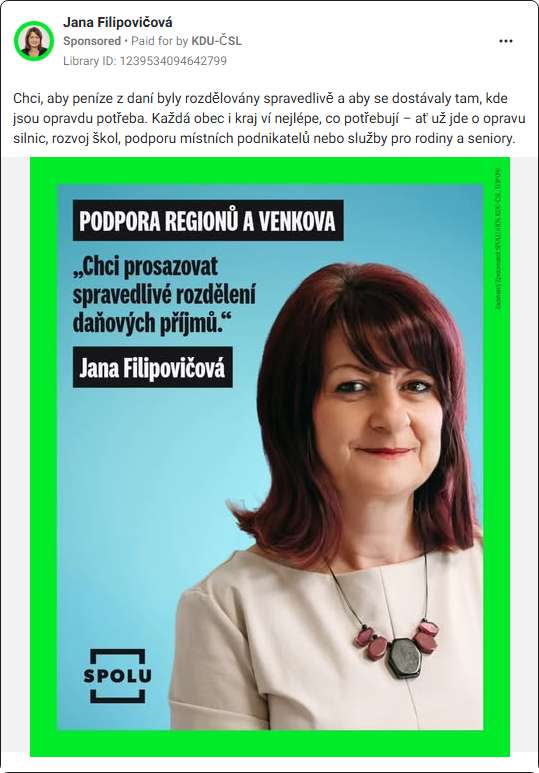 Jana Filipovičová
Sponsored • Paid for by KDU-ČSL
Library ID: 1239534094642799
Chci, aby peníze z daní byly rozdělovány spravedlivě a aby se dostávaly tam, kde
jsou opravdu potřeba. Každá obec i kraj ví nejlépe, co potřebují – ať už jde o opravu
silnic, rozvoj škol, podporu místních podnikatelů nebo služby pro rodiny a seniory.
PODPORA REGIONŮ A VENKOVA
„Chci prosazovat
spravedlivé rozdělení
daňových příjmů.“
Jana Filipovičová
SPOLU